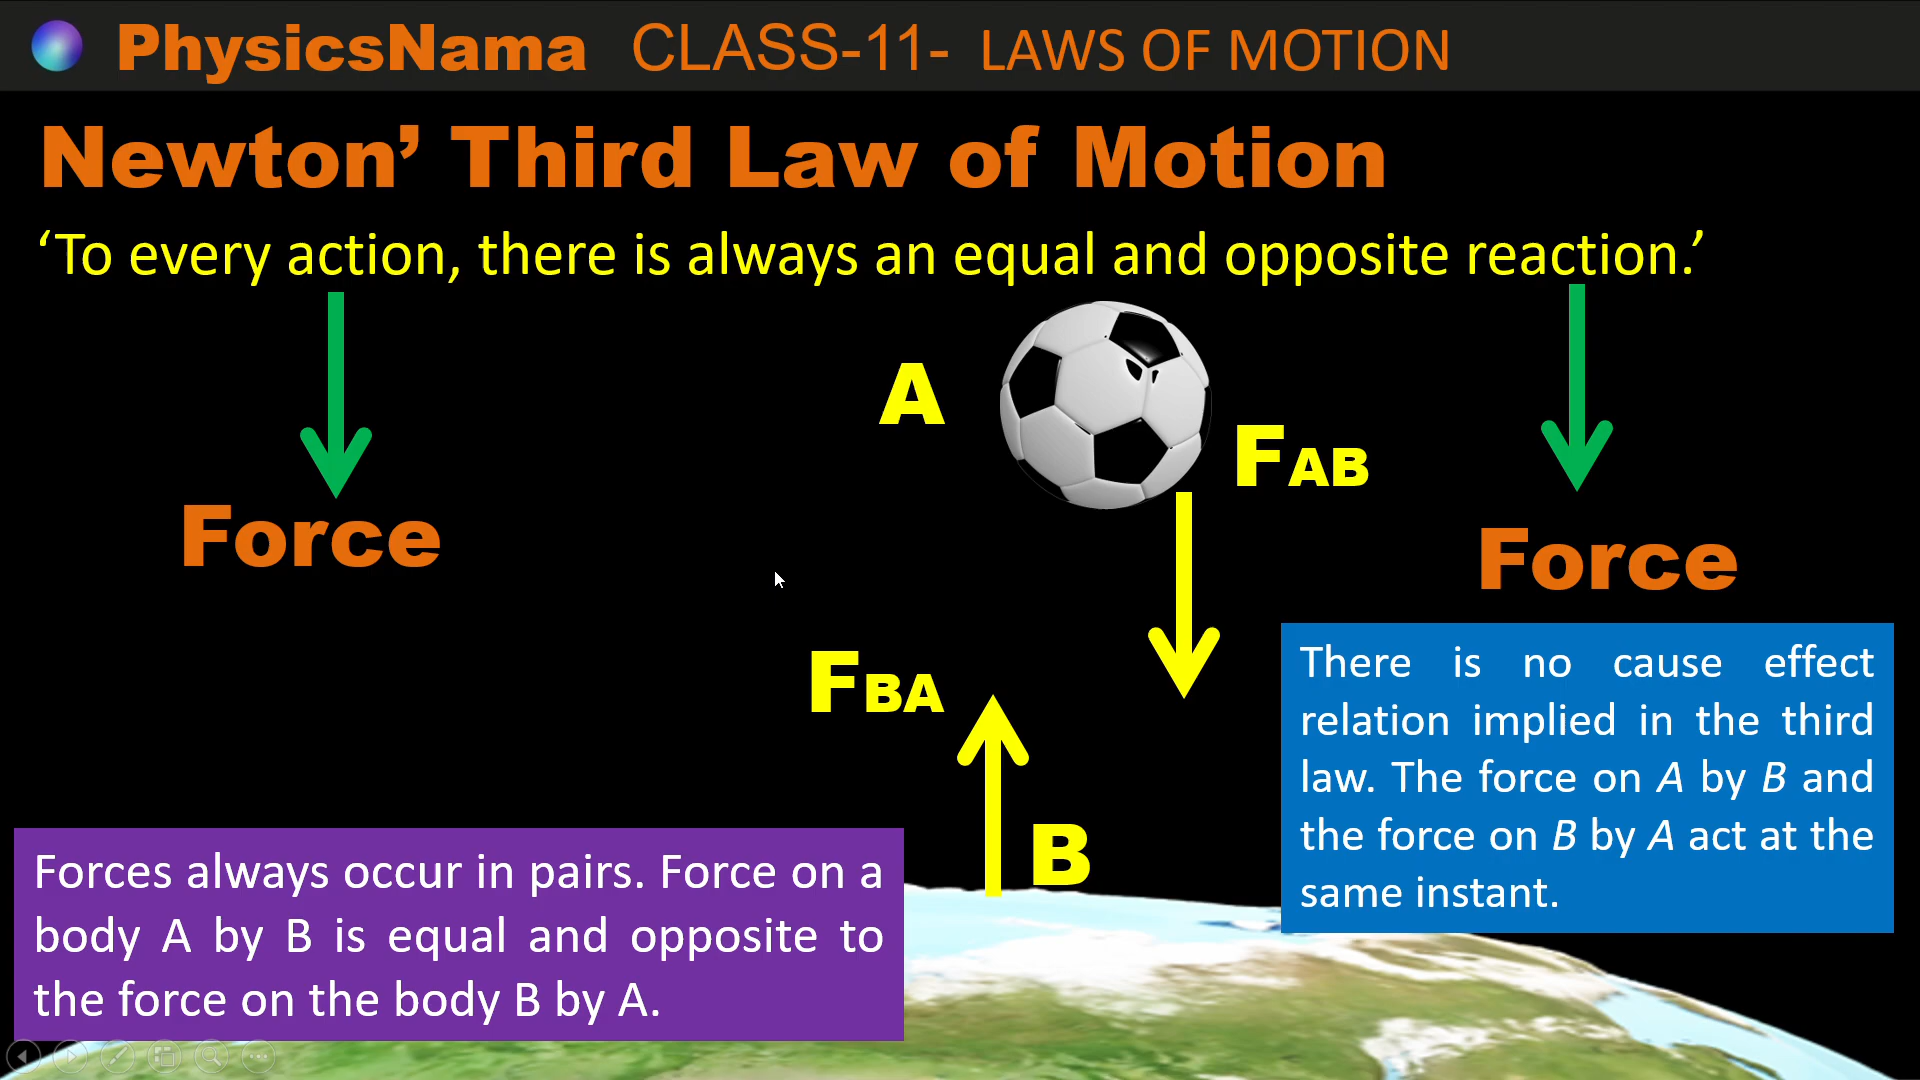 PhysicsNama CLASS-11- LAWS OF MOTION
Newton’ Third Law of Motion
‘To every action, there is always an equal and opposite reaction.’
A
FAB
Force
Force
FBA
B
There is no cause effect
relation implied in the third
law. The force on A by B and
the force on B by A act at the
same instant.
Forces always occur in pairs. Force on a
body A by B is equal and opposite to
the force on the body B by A.